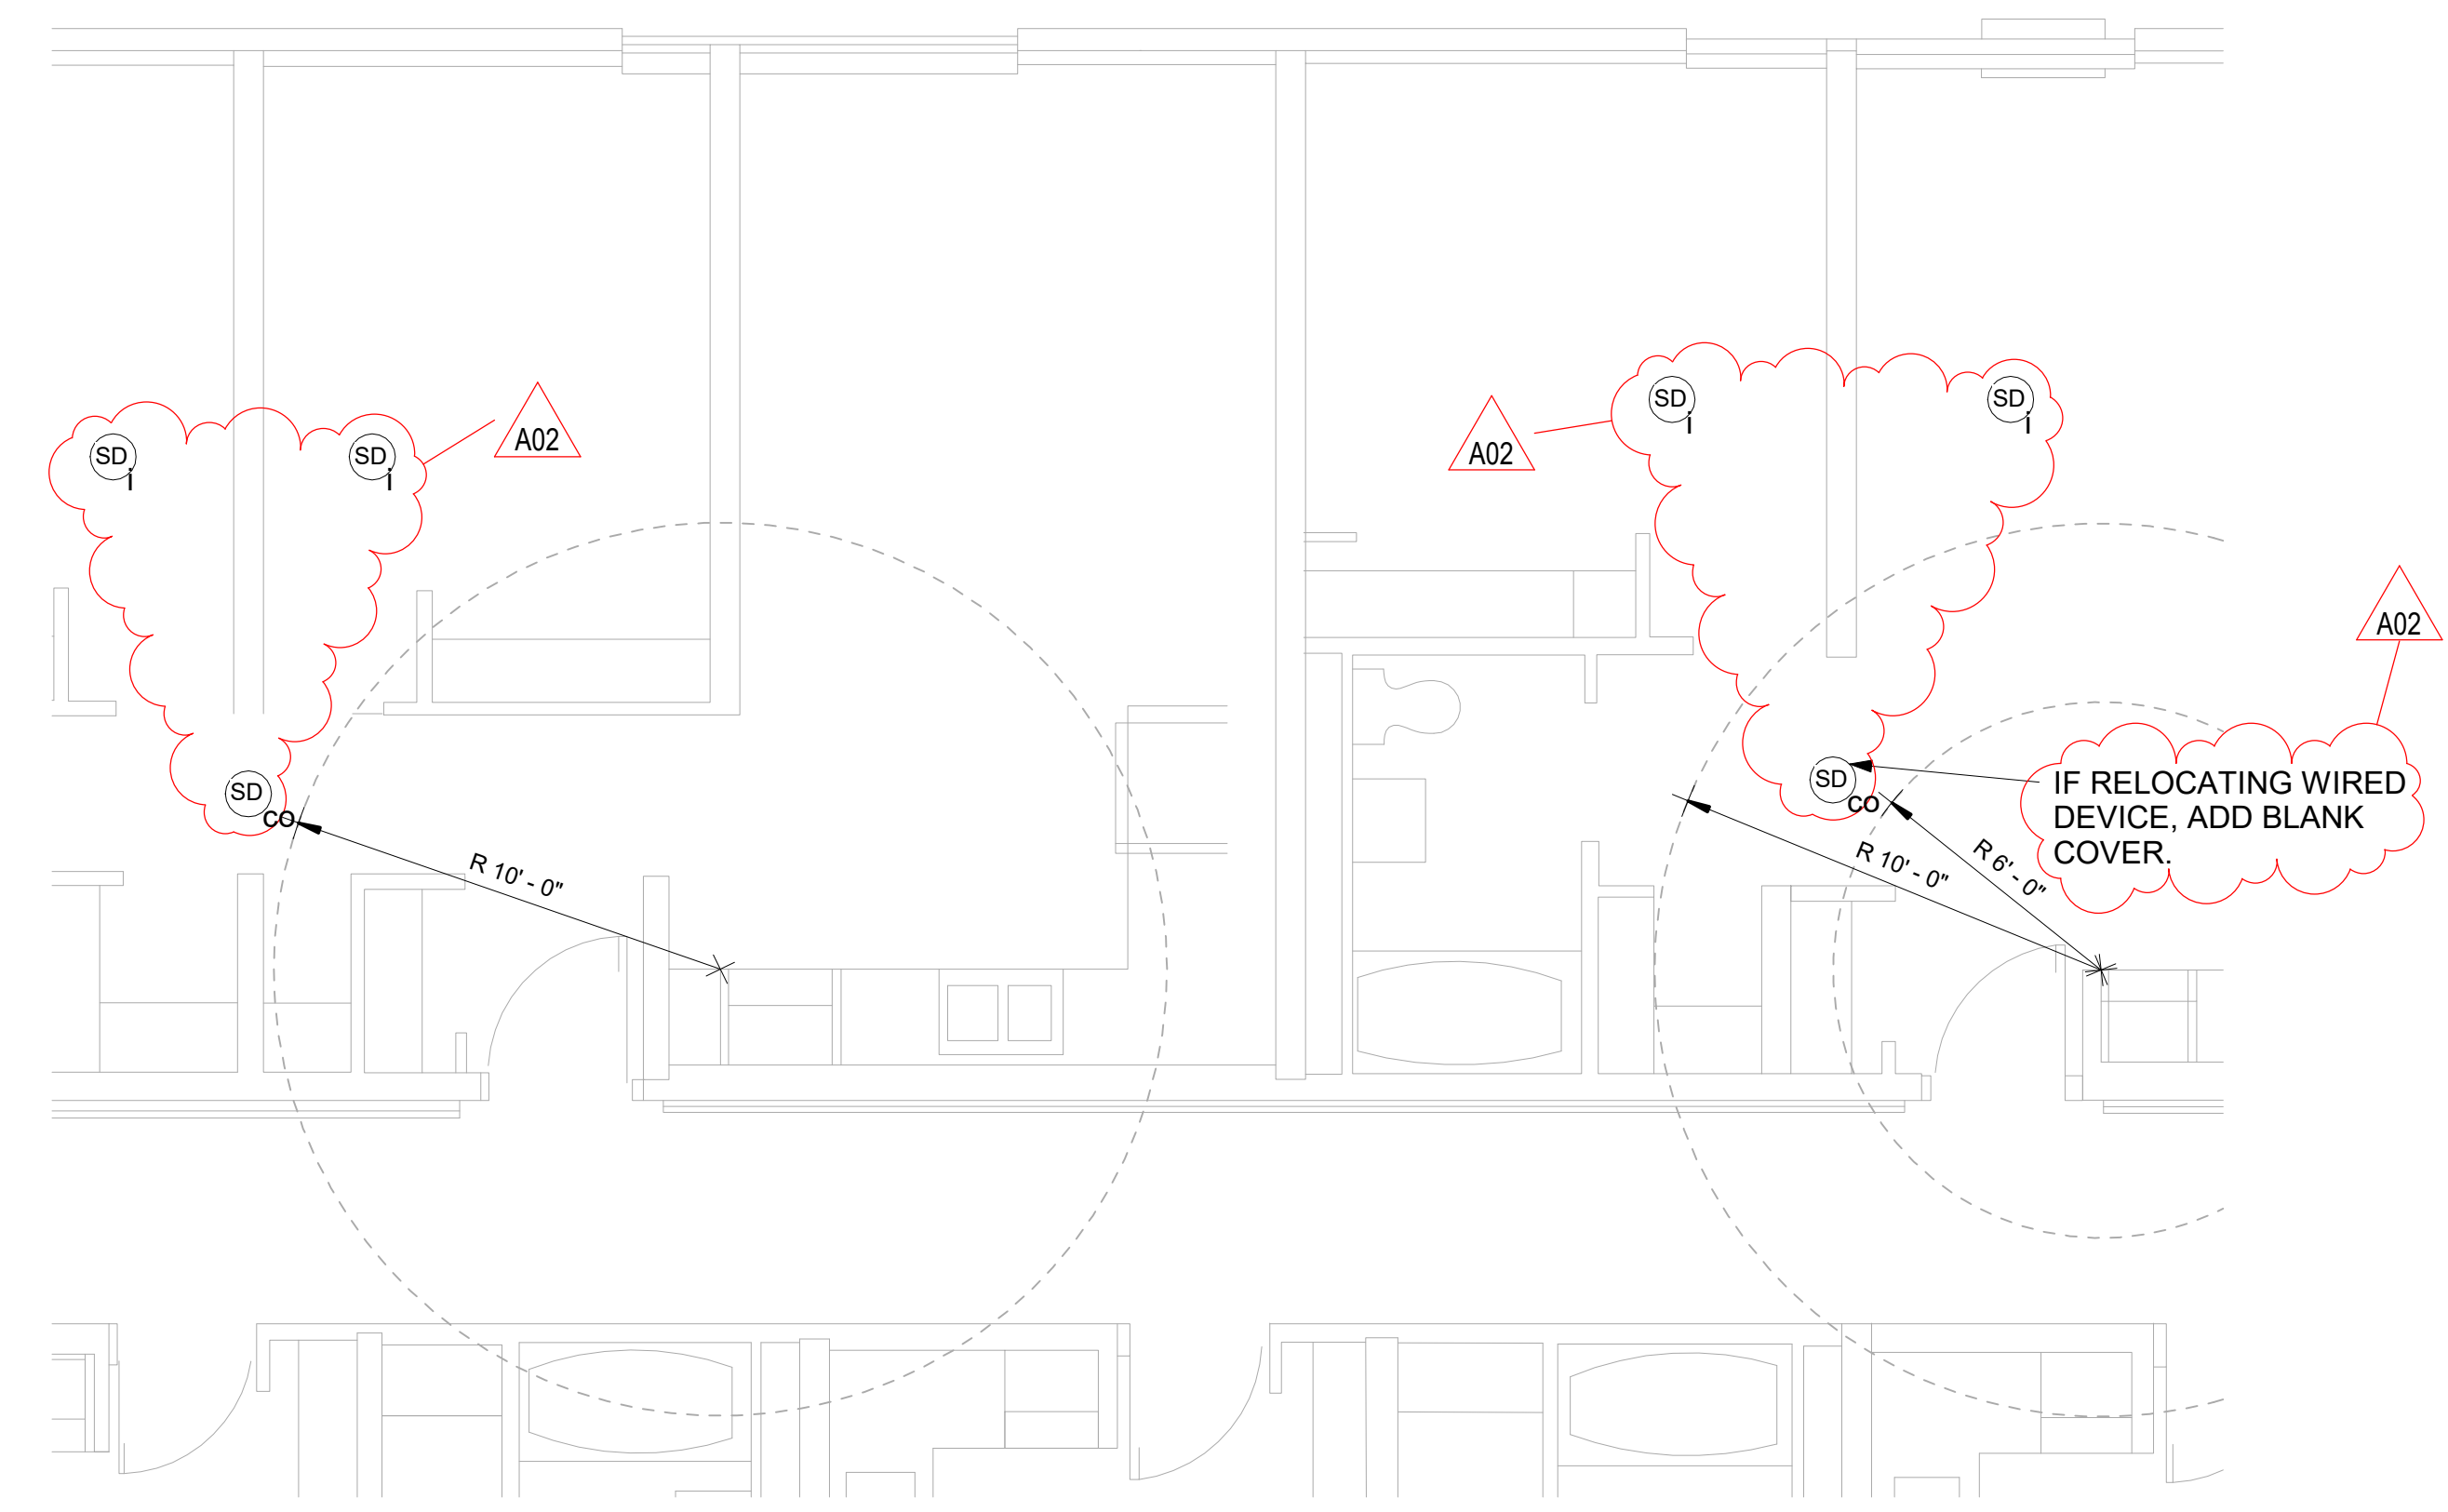 SD
i
SD
i
A02
A02
SD
i
SD
i
A02
SD
CO
SD
CO
IF RELOCATING WIRED
DEVICE, ADD BLANK
COVER.
R 10' - 0"
R 10' - 0"
R 6' - 0"